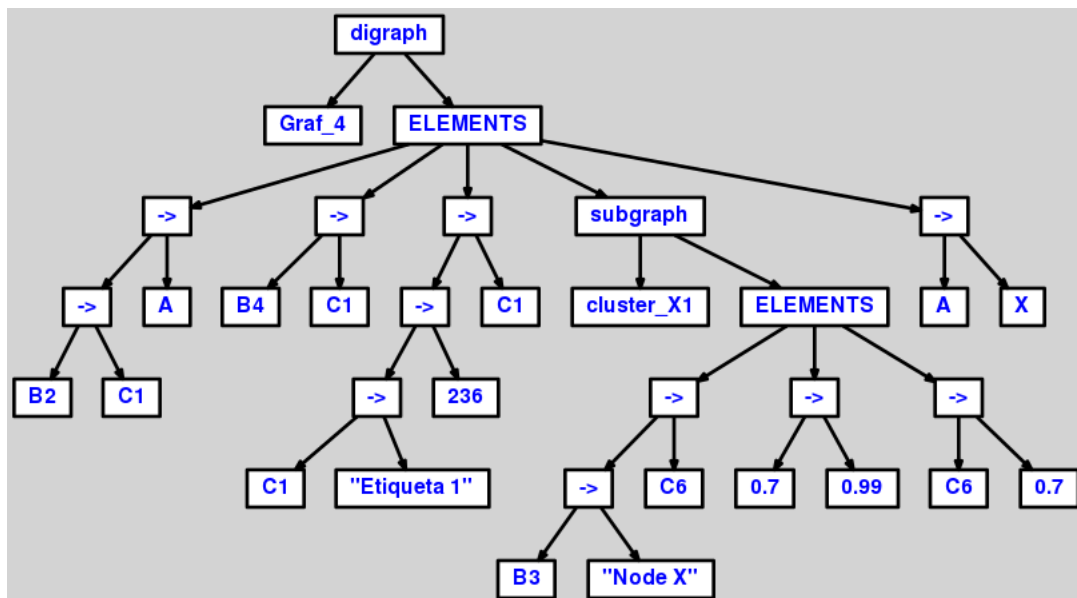 digraph
Graf_4 ELEMENTS
-> -> -> subgraph ->
-> A B4 C1 -> C1 cluster_X1 ELEMENTS A X
B2 C1 -> 236 -> -> ->
C1 "Etiqueta 1" -> C6 0.7 0.99 C6 0.7
B3 "Node X"